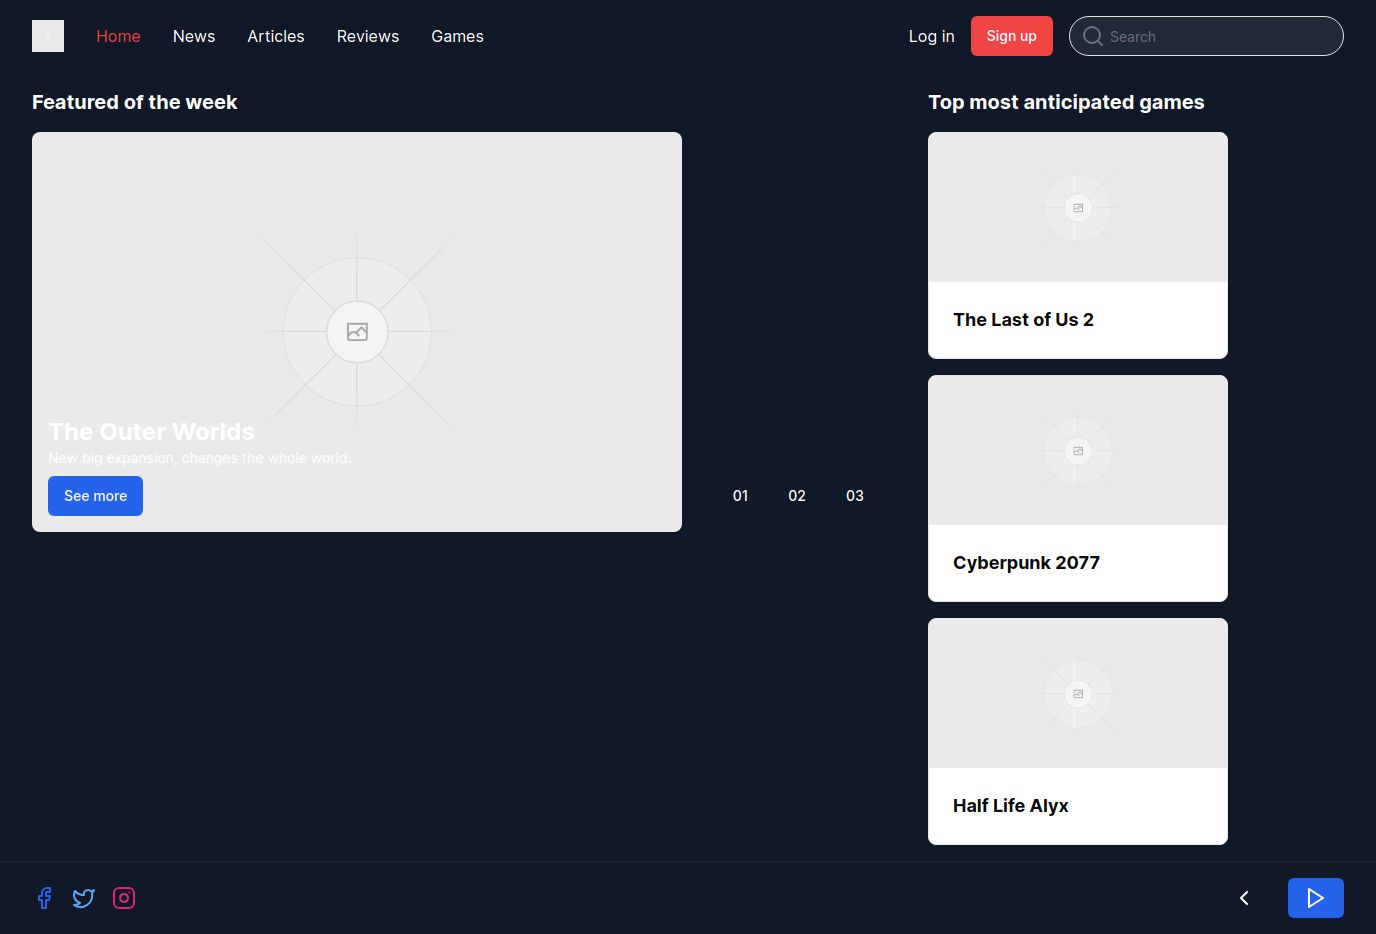 Home
News
Articles
Reviews
Games
Log in
Sign up
Search
Featured of the week
The Outer Worlds
New big expansion, changes the whole world.
See more
01
02
03
Top most anticipated games
The Last of Us 2
Cyberpunk 2077
Half Life Alyx